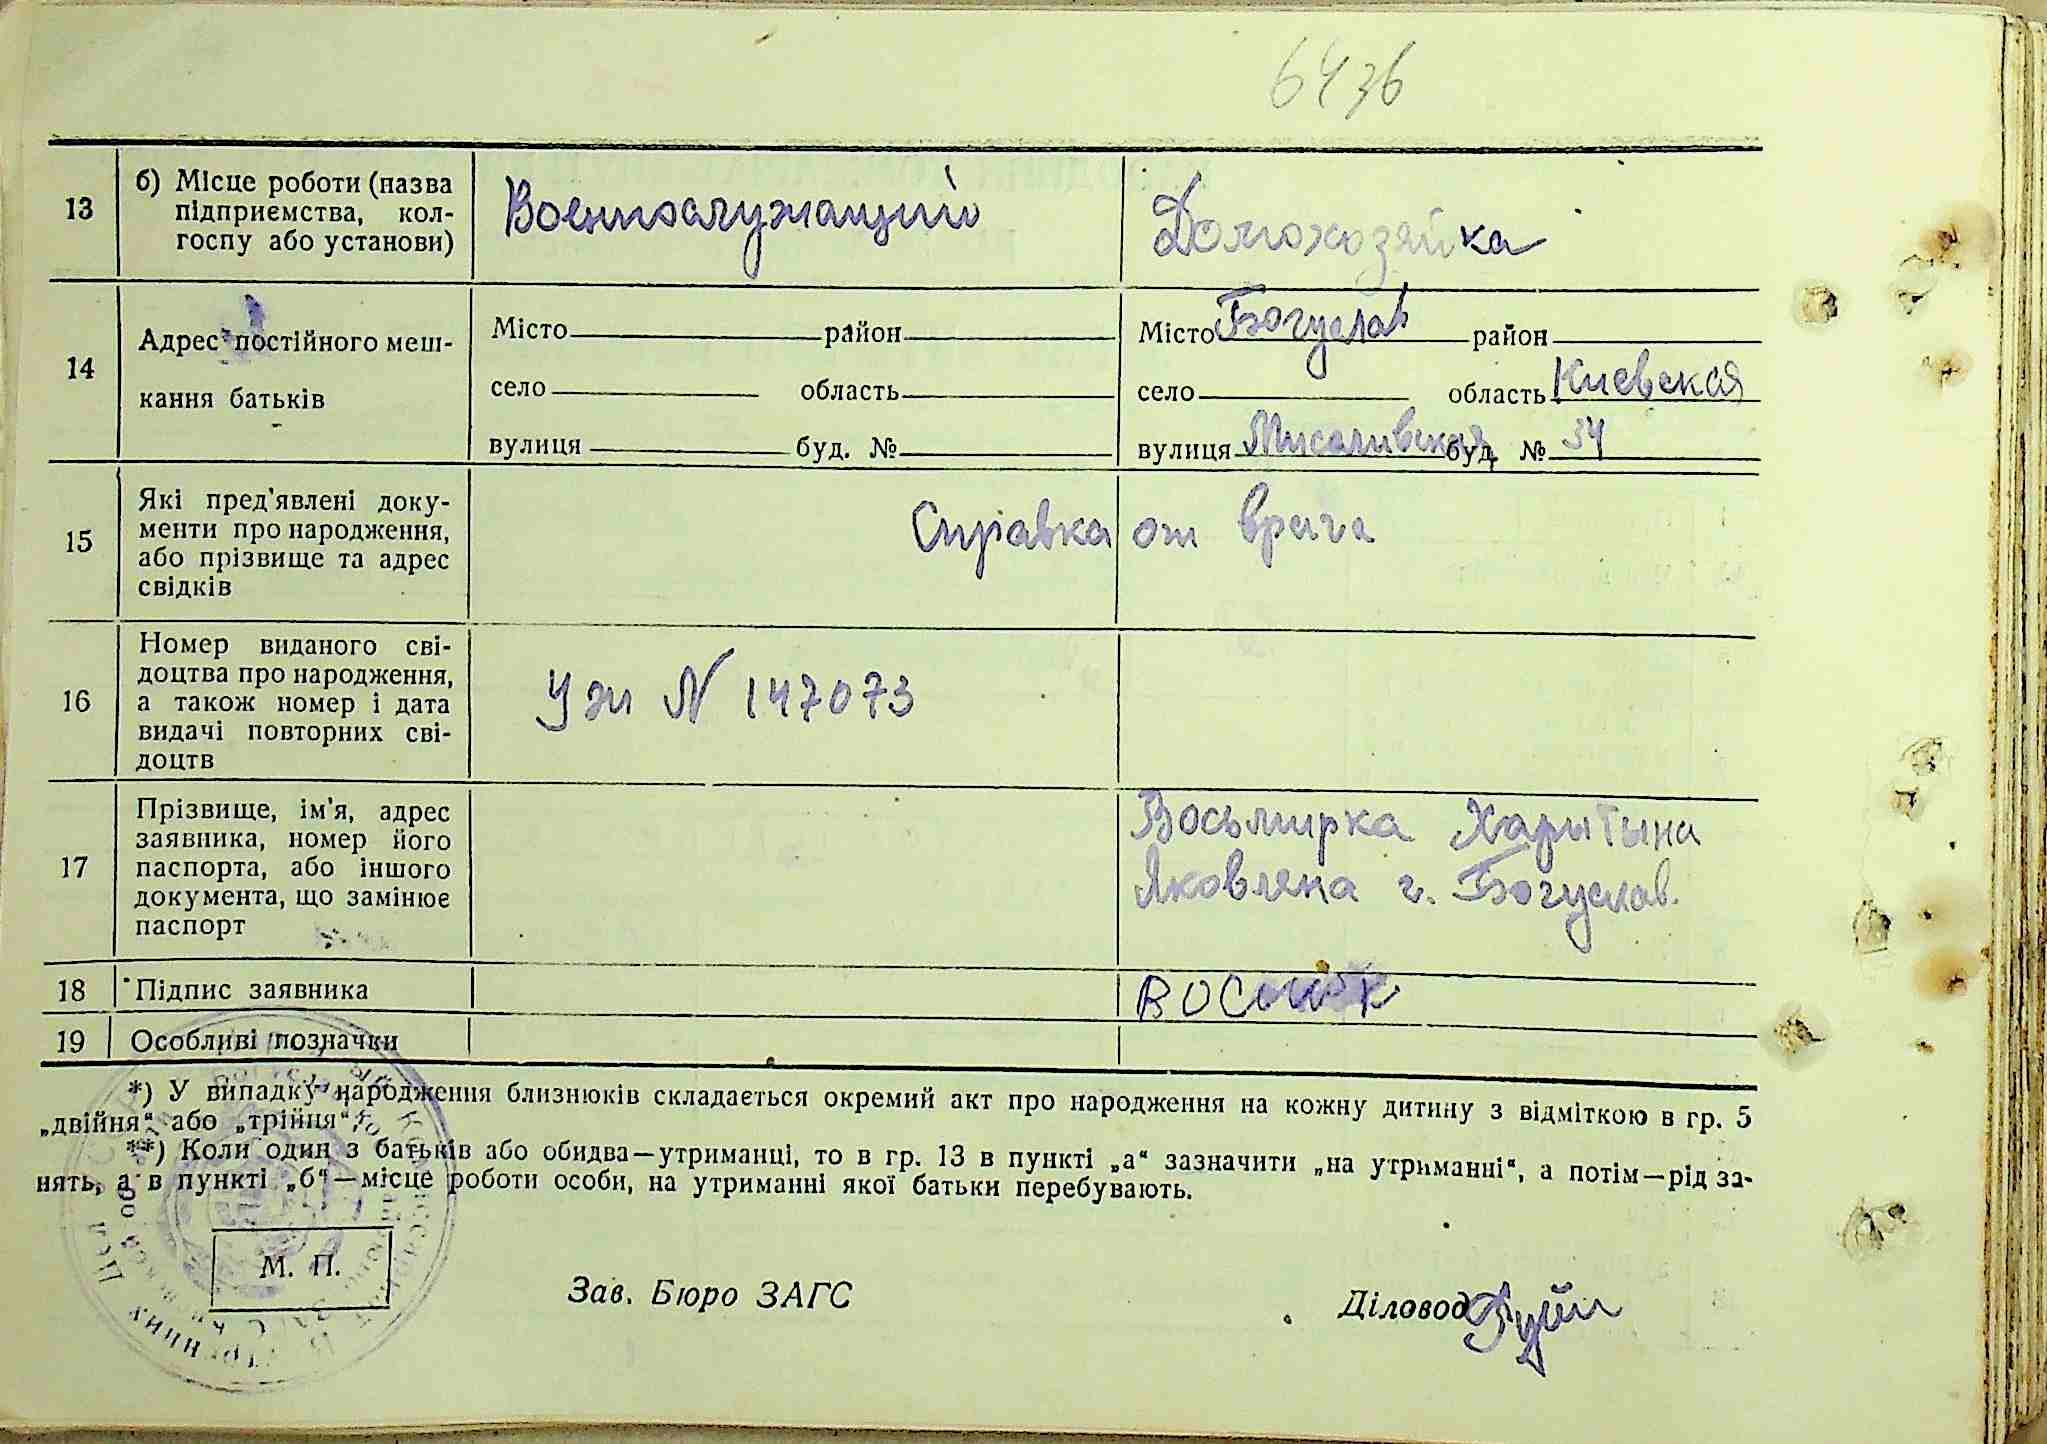 6436
13 б) Місце роботи (назва підприємства, кол-госпу або установи) Военнослужащий Домохозяйка
14 Адрес постійного меш-кання батьків
Місто район Місто Богуслав район
село область село область Киевская
вулиця буд. № вулиця Мисаливская буд. № 34
15 Які пред'явлені доку-
менти про народження,
або прізвище та адрес
свідків
Справка от врача
16 Номер виданого сві-
доцтва про народження,
а також номер і дата
видачі повторних сві-
доцтв
N 147073
17 Прізвище, ім'я, адрес
заявника, номер його
паспорта, або іншого
документа, що замінює
паспорт
Восьмирка Харытына
Яковлена г. Богуслав.
18 Підпис заявника
19 Особливі позначки
*) У випадку народження близнюків складається окремий акт про народження на кожну дитину з відміткою в гр. 5
„двійня“ або „трійня“.
**) Коли один з батьків або обидва—утриманці, то в гр. 13 в пункті „а“ зазначити „на утриманні“, а потім—рід за-
нять, а в пункті „б“—місце роботи особи, на утриманні якої батьки перебувають.
М. П.
Зав. Бюро ЗАГС Діловод